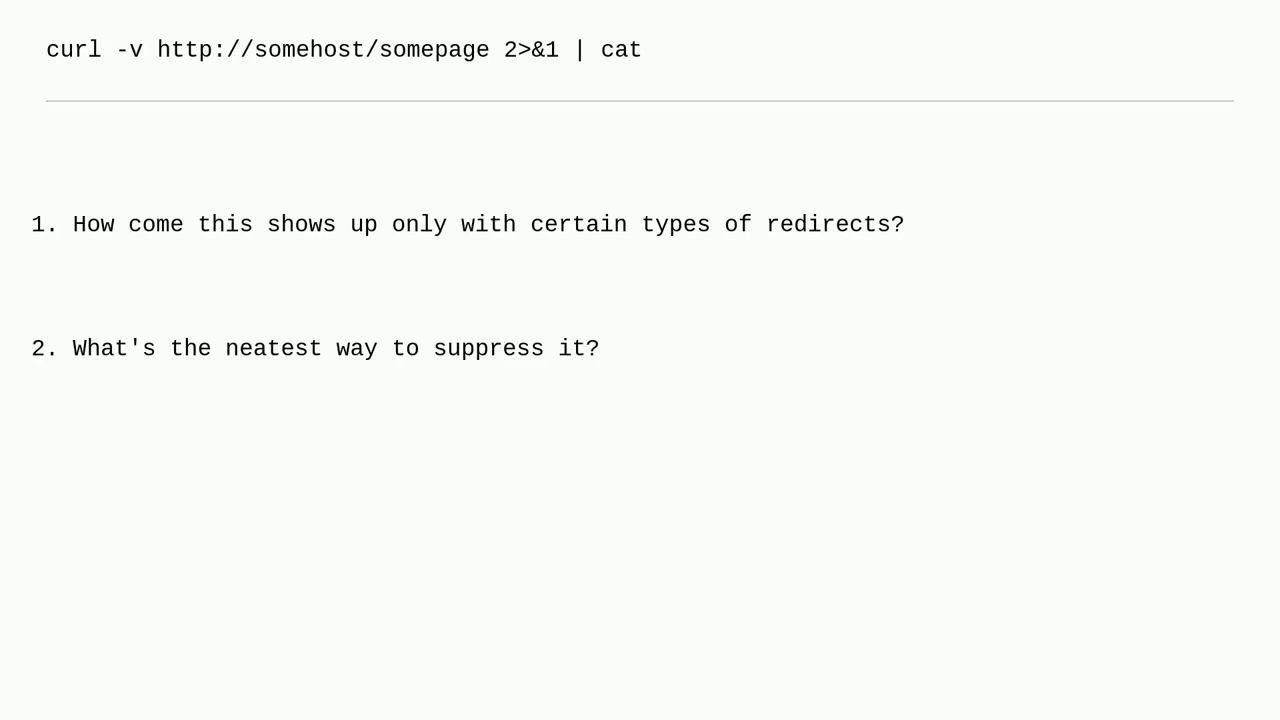 curl -v http://somehost/somepage 2>&1 | cat
1. How come this shows up only with certain types of redirects?
2. What's the neatest way to suppress it?